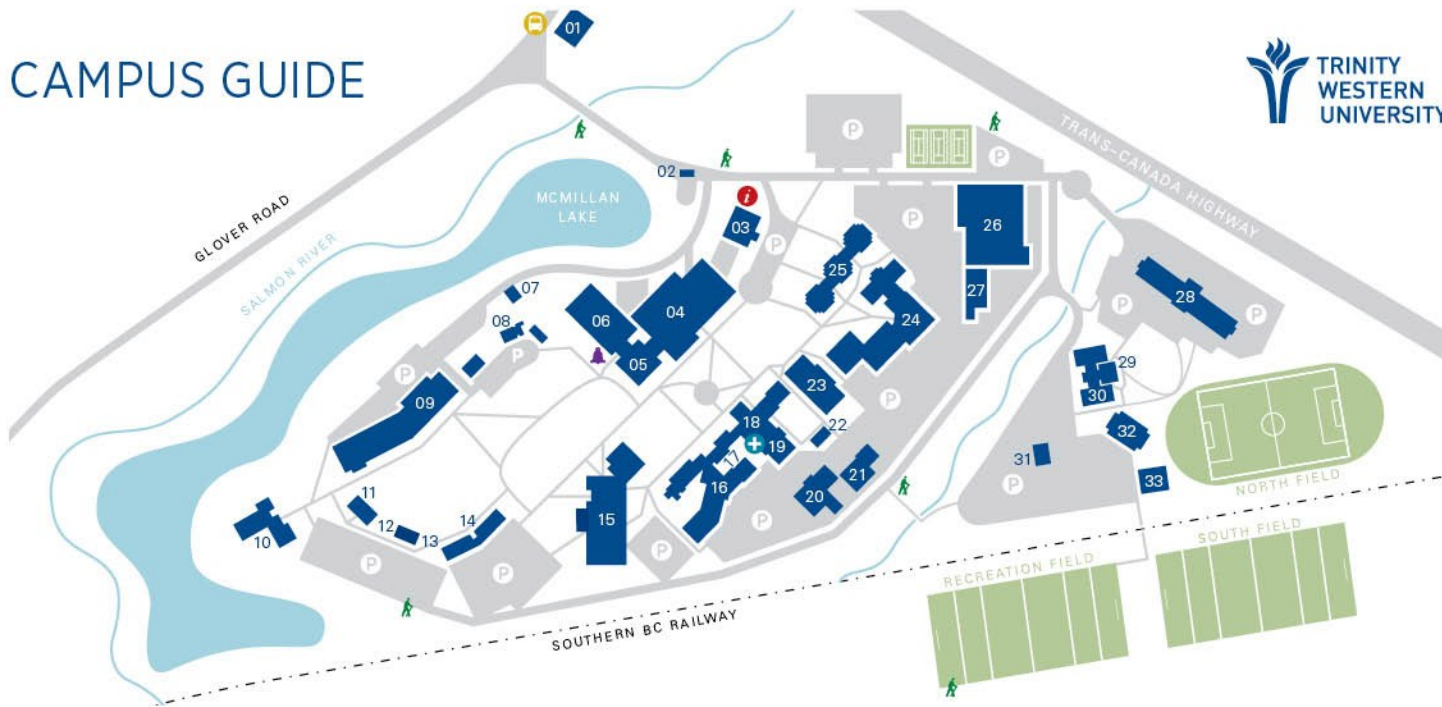 CAMPUS GUIDE
TRINITY
WESTERN
UNIVERSITY
01
TRANS-CANADA HIGHWAY
P
P
02
MCMILLAN
LAKE
GLOVER ROAD
SALMON RIVER
i
03
P
P
26
25
27
28
P
P
07
08
06
04
24
05
P
P
09
23
29
30
P
18
22
19
17
32
31
P
33
NORTH FIELD
21
20
16
15
P
P
11
12
13
14
10
P
P
SOUTH FIELD
RECREATION FIELD
SOUTHERN BC RAILWAY